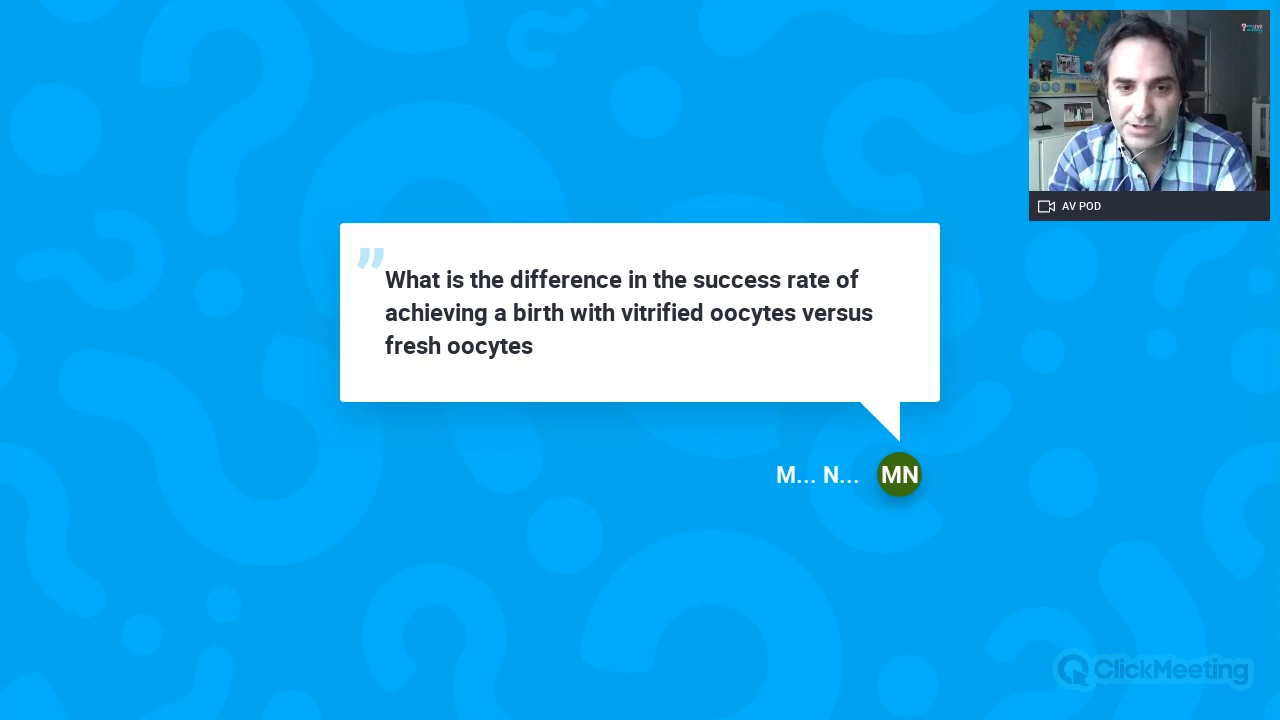 AV POD
”
What is the difference in the success rate of
achieving a birth with vitrified oocytes versus
fresh oocytes
M... N... MN
ClickMeeting